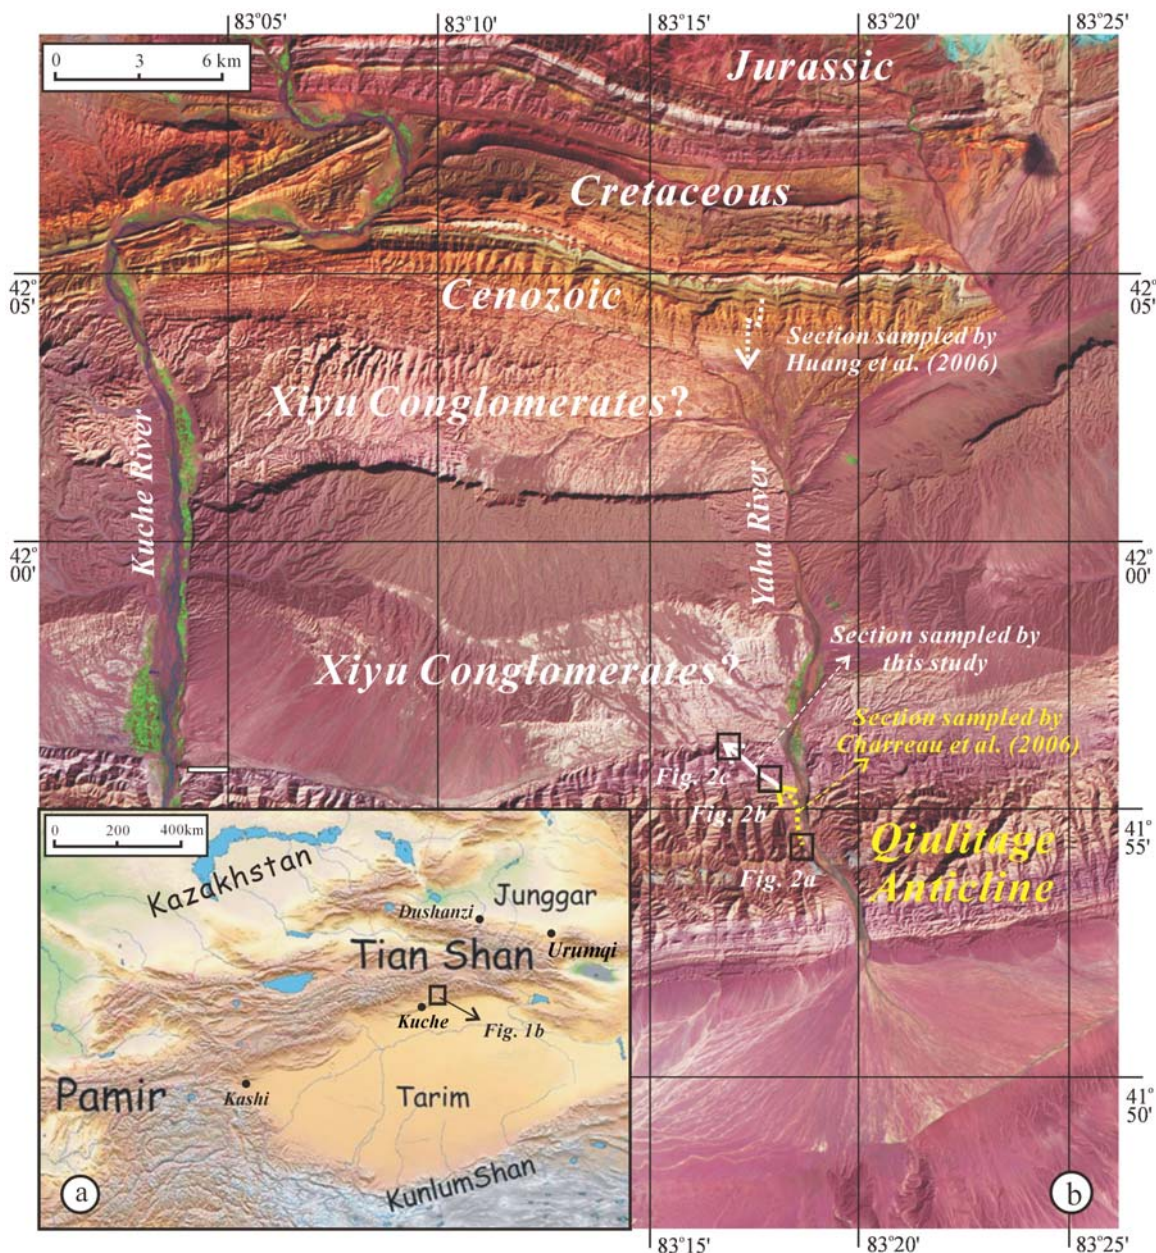 83°05'
83°10'
83°15'
83°20'
83°25'
0 3 6 km
Jurassic
Cretaceous
42°
05'
42°
05'
Cenozoic
Section sampled by
Huang et al. (2006)
Xiyu Conglomerates?
Kuche River
Yaha River
42°
00'
42°
00'
Section sampled by
this study
Xiyu Conglomerates?
Section sampled by
Charreau et al. (2006)
Fig. 2c
Fig. 2b
Fig. 2a
Qiulitage
Anticline
41°
55'
0 200 400km
Kazakhstan
Junggar
Dushanzi
Urumqi
Tian Shan
Kuche
Fig. 1b
Pamir
Kashi
Tarim
KunlumShan
a
41°
50'
b
83°15'
83°20'
83°25'